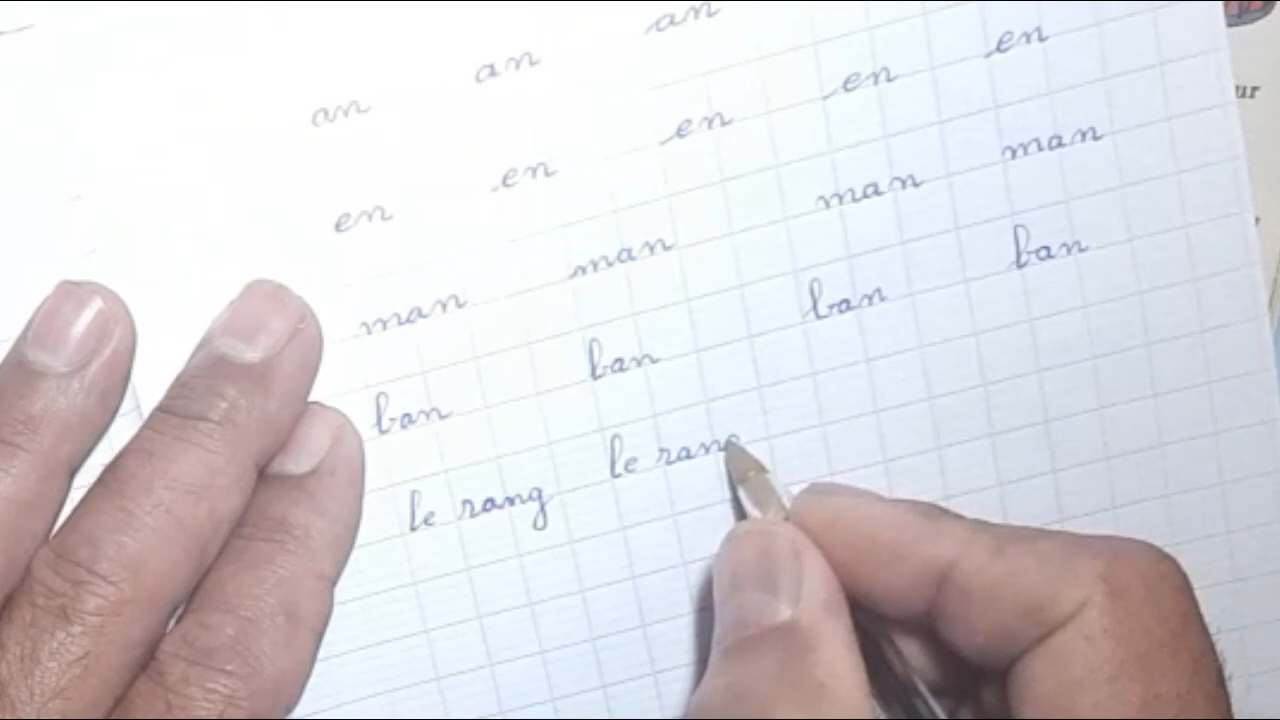 an an an
en en en en en
man man man man
ban ban ban ban
le rang le rang
ur